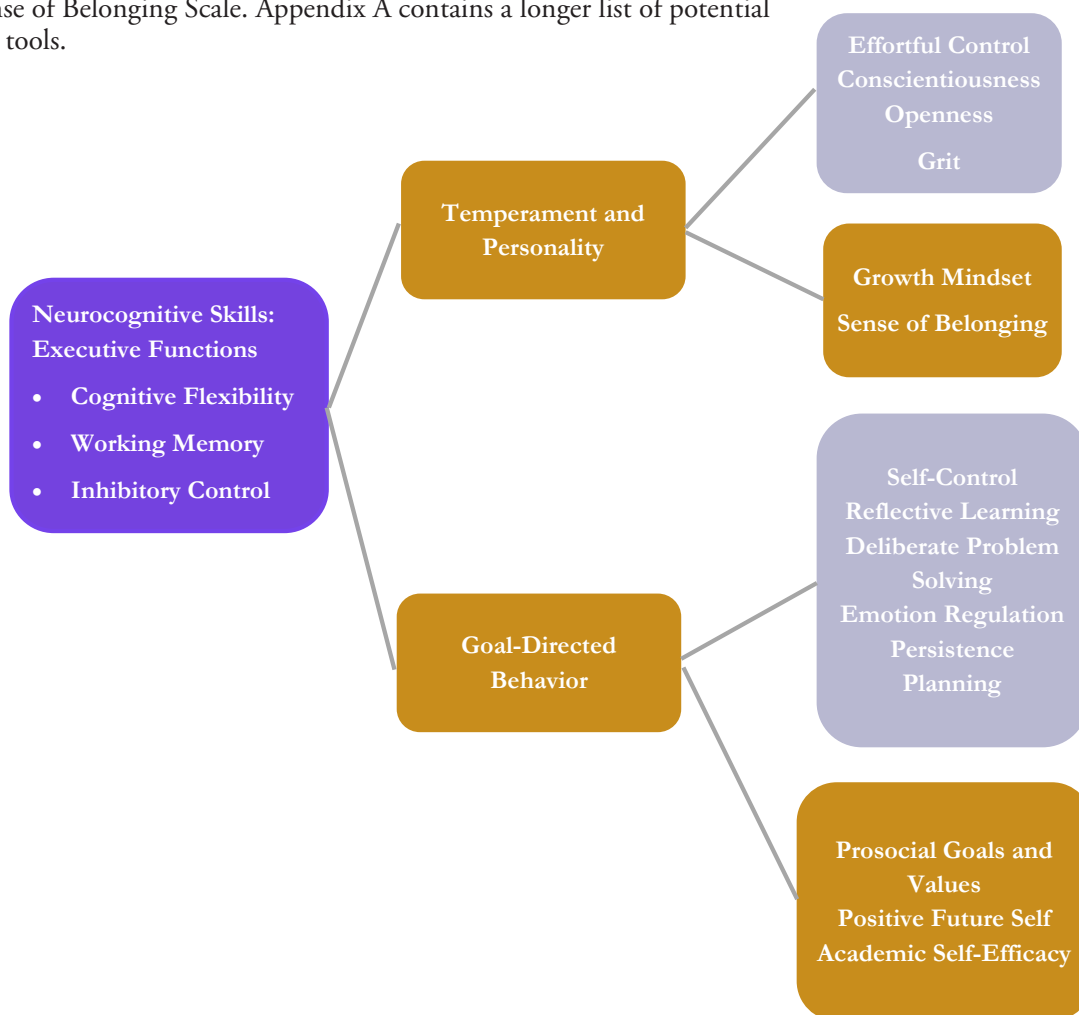 nse of Belonging Scale. Appendix A contains a longer list of potential
tools.
Effortful Control
Conscientiousness
Openness
Grit
Temperament and
Personality
Growth Mindset
Sense of Belonging
Neurocognitive Skills:
Executive Functions
• Cognitive Flexibility
• Working Memory
• Inhibitory Control
Self-Control
Reflective Learning
Deliberate Problem
Solving
Emotion Regulation
Persistence
Planning
Goal-Directed
Behavior
Prosocial Goals and
Values
Positive Future Self
Academic Self-Efficacy